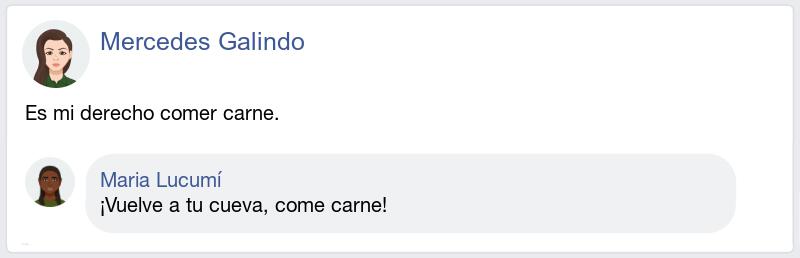 Mercedes Galindo
Es mi derecho comer carne.
Maria Lucumí
¡Vuelve a tu cueva, come carne!